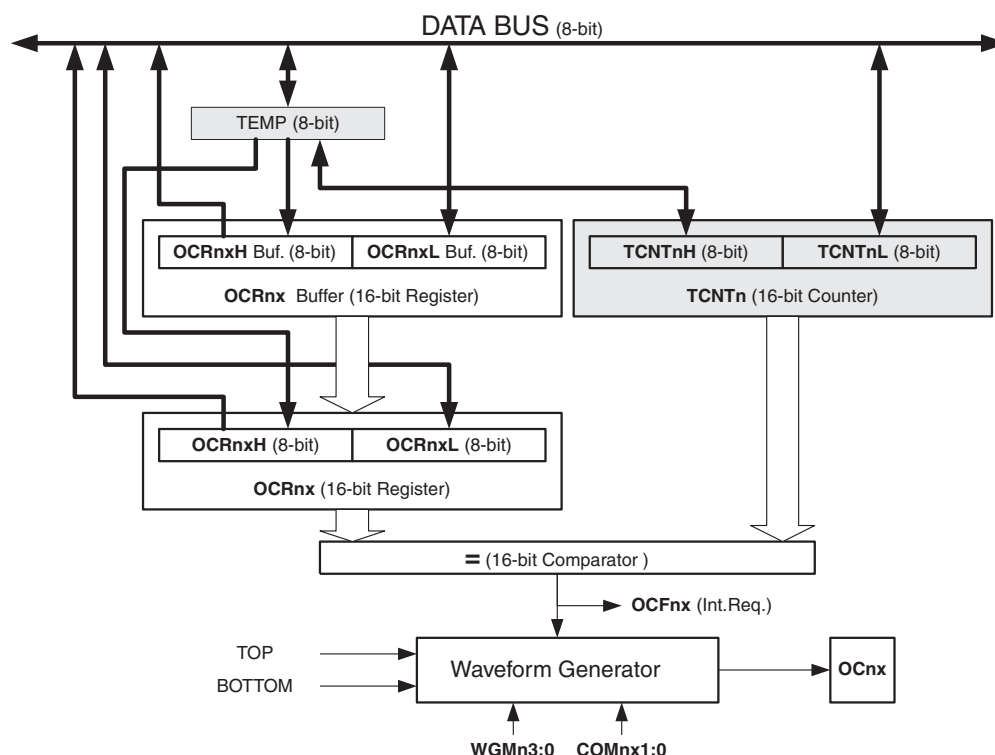 DATA BUS (8-bit)
TEMP (8-bit)
OCRnxH Buf. (8-bit)
OCRnxL Buf. (8-bit)
TCNTnH (8-bit)
TCNTnL (8-bit)
OCRnx Buffer (16-bit Register)
TCNTn (16-bit Counter)
OCRnxH (8-bit)
OCRnxL (8-bit)
OCRnx (16-bit Register)
= (16-bit Comparator )
OCFnx (Int.Req.)
TOP
BOTTOM
Waveform Generator
OCnx
WGMn3:0
COMnx1:0